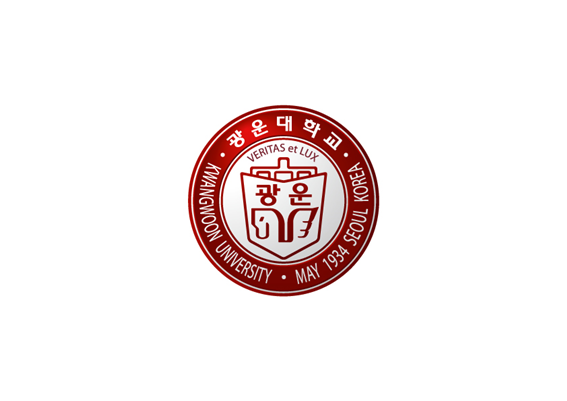 · 광운대학교 ·
VERITAS et LUX
광운
KWANGWOON UNIVERSITY · MAY 1934 SEOUL KOREA